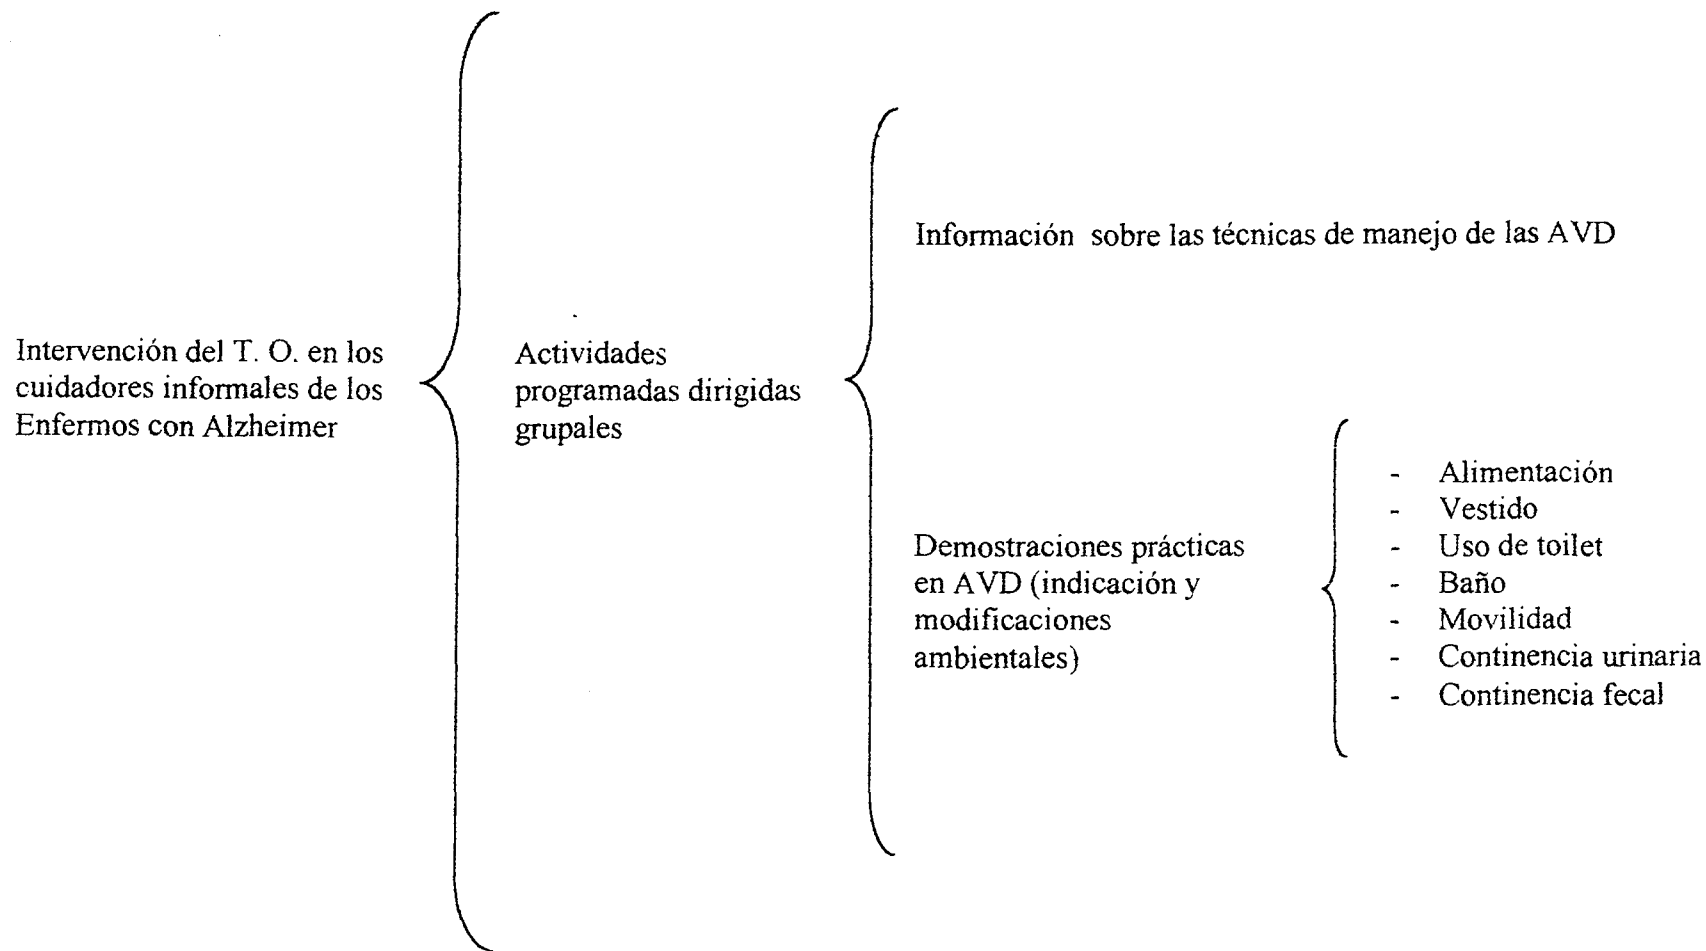 Intervención del T. O. en los
cuidadores informales de los
Enfermos con Alzheimer
Actividades
programadas dirigidas
grupales
Información sobre las técnicas de manejo de las AVD
Demostraciones prácticas
en AVD (indicación y
modificaciones
ambientales)
- Alimentación
- Vestido
- Uso de toilet
- Baño
- Movilidad
- Continencia urinaria
- Continencia fecal